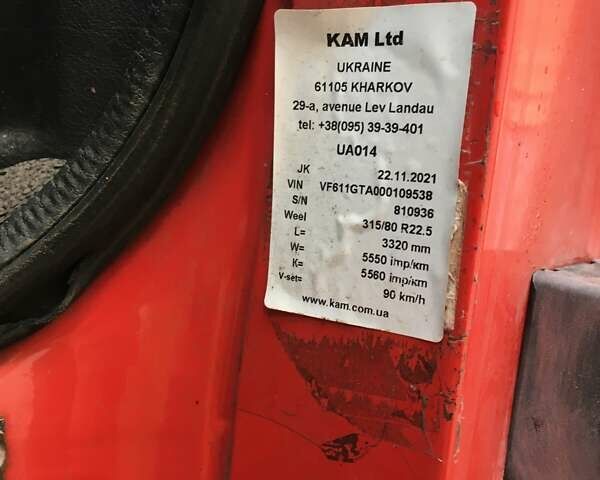 KAM Ltd
UKRAINE
61105 KHARKOV
29-a, avenue Lev Landau
tel: +38(095) 39-39-401
UA014
JK 22.11.2021
VIN VF611GTA000109538
S/N 810936
Weel 315/80 R22.5
L= 3320 mm
W= 5550 imp/км
K= 5560 imp/км
V-set= 90 km/h
www.kam.com.ua